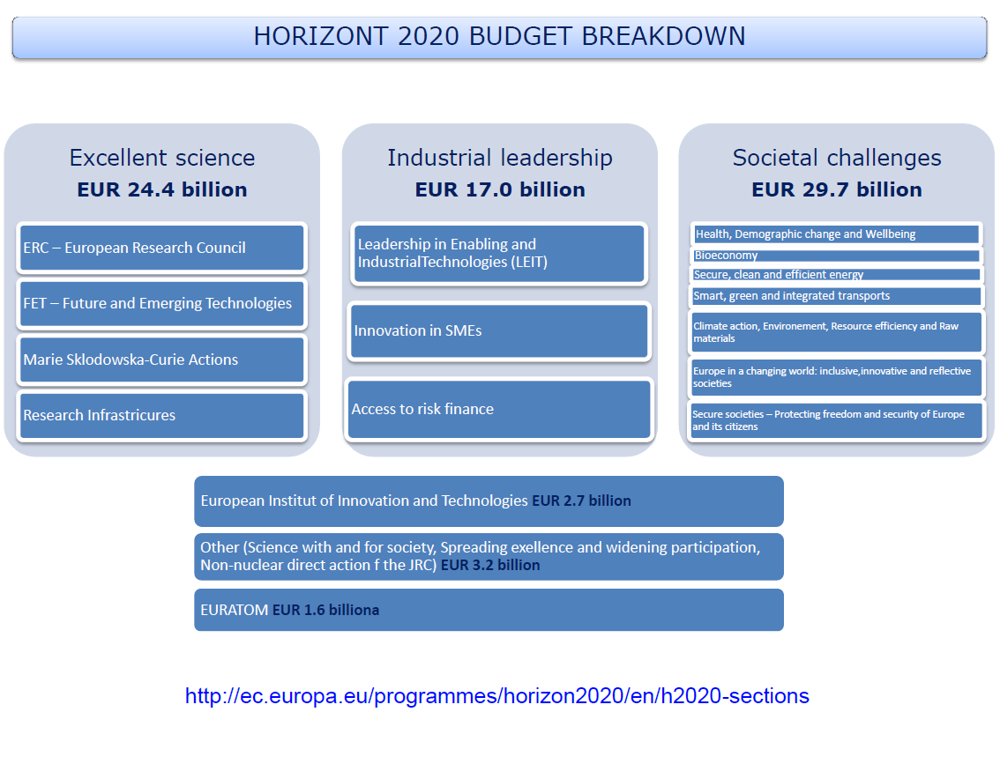 HORIZONT 2020 BUDGET BREAKDOWN
Excellent science
EUR 24.4 billion
ERC – European Research Council
FET – Future and Emerging Technologies
Marie Sklodowska-Curie Actions
Research Infrastricures
Industrial leadership
EUR 17.0 billion
Leadership in Enabling and
IndustrialTechnologies (LEIT)
Innovation in SMEs
Access to risk finance
Societal challenges
EUR 29.7 billion
Health, Demographic change and Wellbeing
Bioeconomy
Secure, clean and efficient energy
Smart, green and integrated transports
Climate action, Environement, Resource efficiency and Raw
materials
Europe in a changing world: inclusive,innovative and reflective
societies
Secure societies – Protecting freedom and security of Europe
and its citizens
European Institut of Innovation and Technologies EUR 2.7 billion
Other (Science with and for society, Spreading exellence and widening participation,
Non-nuclear direct action f the JRC) EUR 3.2 billion
EURATOM EUR 1.6 billiona
http://ec.europa.eu/programmes/horizon2020/en/h2020-sections